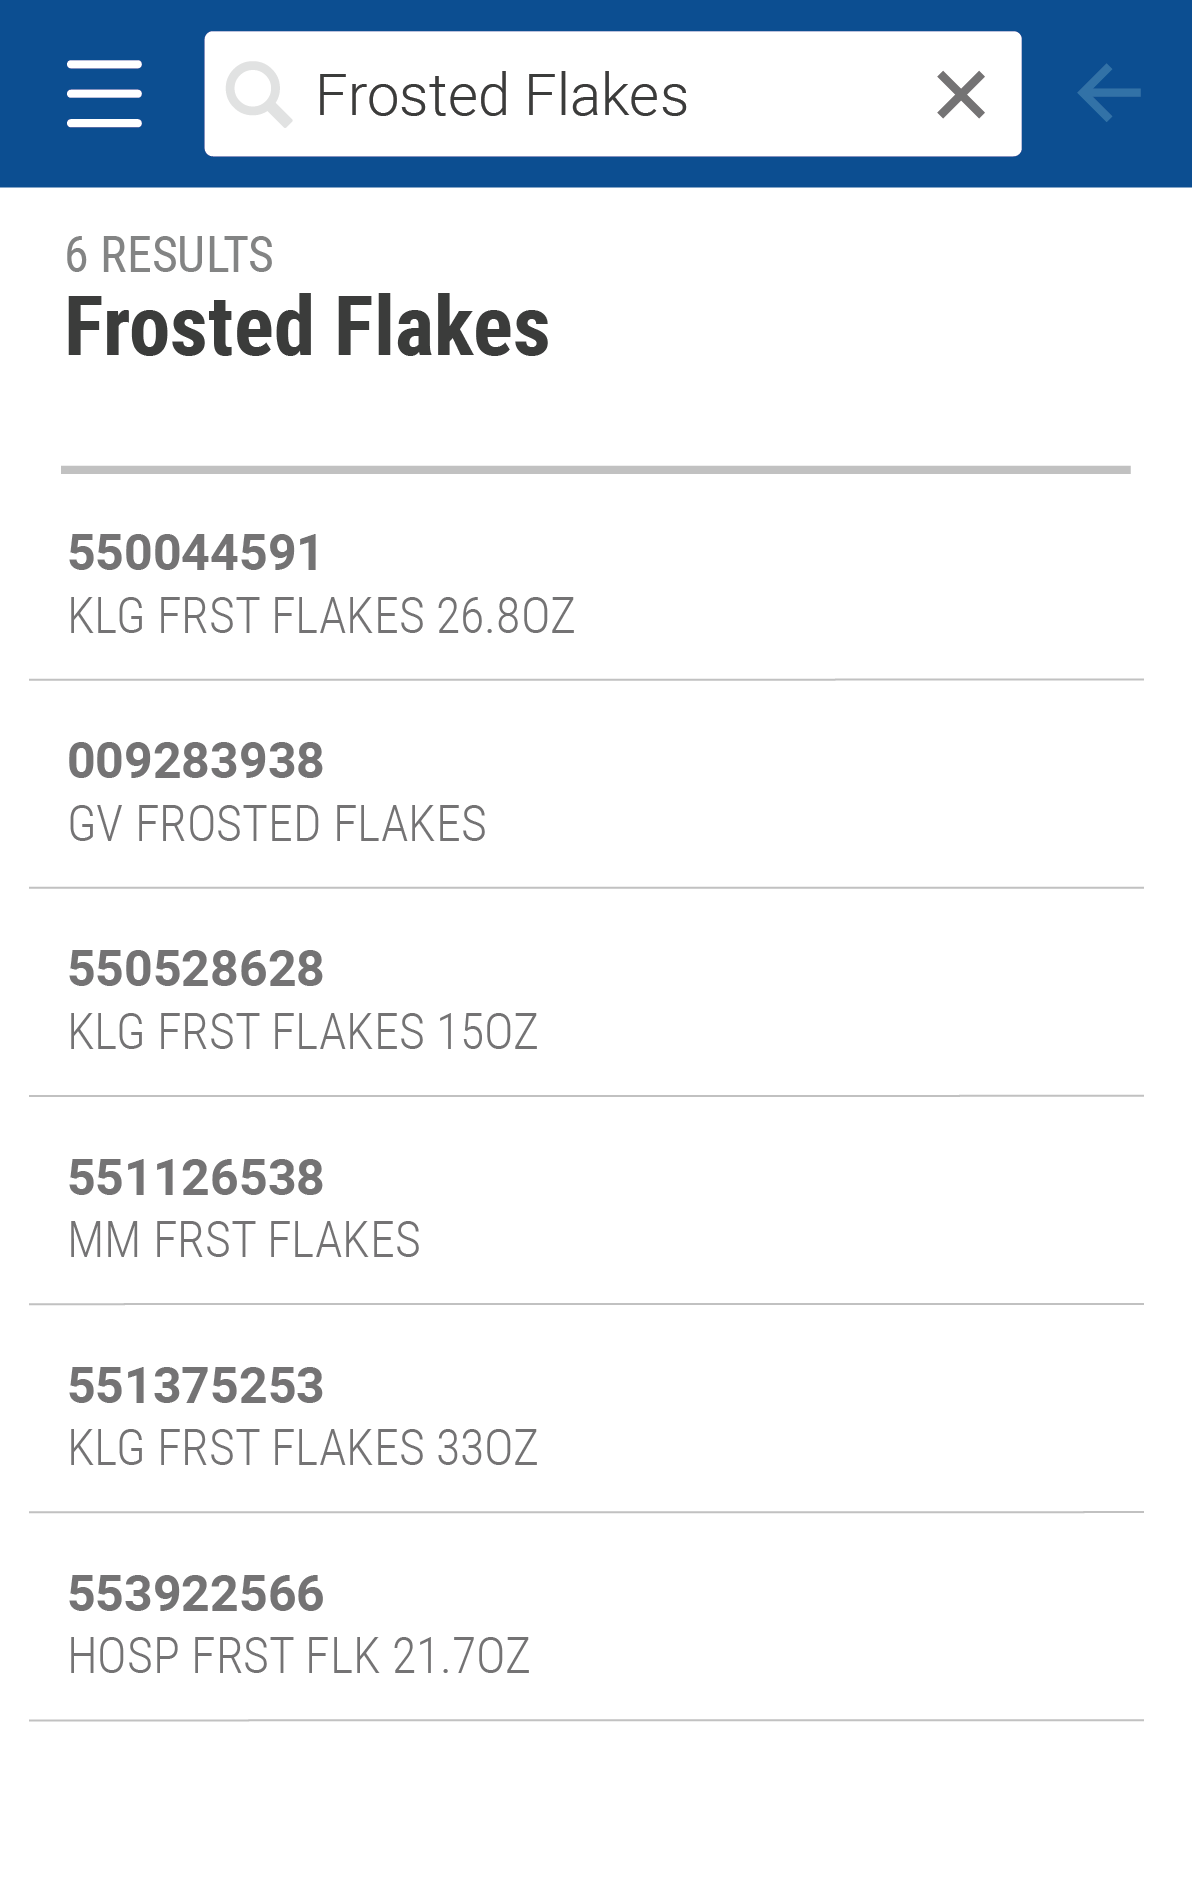 Frosted Flakes
6 RESULTS
Frosted Flakes
550044591
KLG FRST FLAKES 26.8OZ
009283938
GV FROSTED FLAKES
550528628
KLG FRST FLAKES 15OZ
551126538
MM FRST FLAKES
551375253
KLG FRST FLAKES 33OZ
553922566
HOSP FRST FLK 21.7OZ